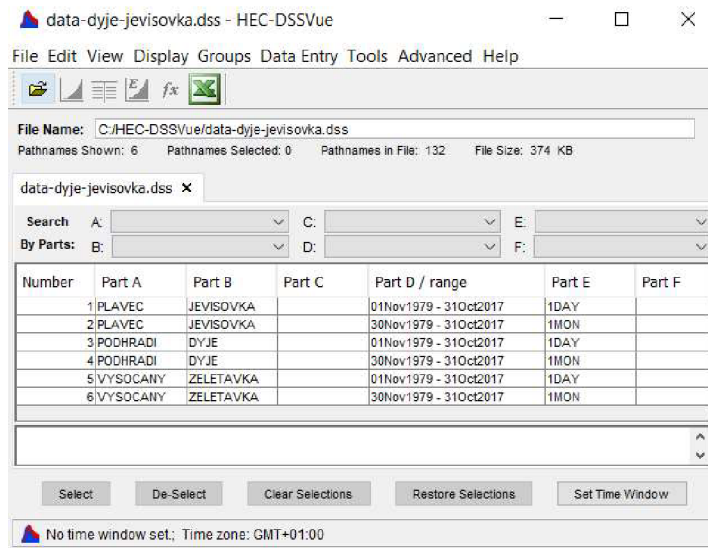 data-dyje-jevisovka.dss - HEC-DSSVue
File Edit View Display Groups Data Entry Tools Advanced Help
E fx X
File Name: C:/HEC-DSSVue/data-dyje-jevisovka.dss
Pathnames Shown: 6 Pathnames Selected: 0 Pathnames in File: 132 File Size: 374 KB
data-dyje-jevisovka.dss ×
Search A: C: E:
By Parts: B: D: F:
Number Part A Part B Part C Part D / range Part E Part F
1 PLAVEC JEVISOVKA 01Nov1979 - 31Oct2017 1DAY
2 PLAVEC JEVISOVKA 30Nov1979 - 31Oct2017 1MON
3 PODHRADI DYJE 01Nov1979 - 31Oct2017 1DAY
4 PODHRADI DYJE 30Nov1979 - 31Oct2017 1MON
5 VYSOCANY ZELETAVKA 01Nov1979 - 31Oct2017 1DAY
6 VYSOCANY ZELETAVKA 30Nov1979 - 31Oct2017 1MON
Select De-Select Clear Selections Restore Selections Set Time Window
No time window set.; Time zone: GMT+01:00